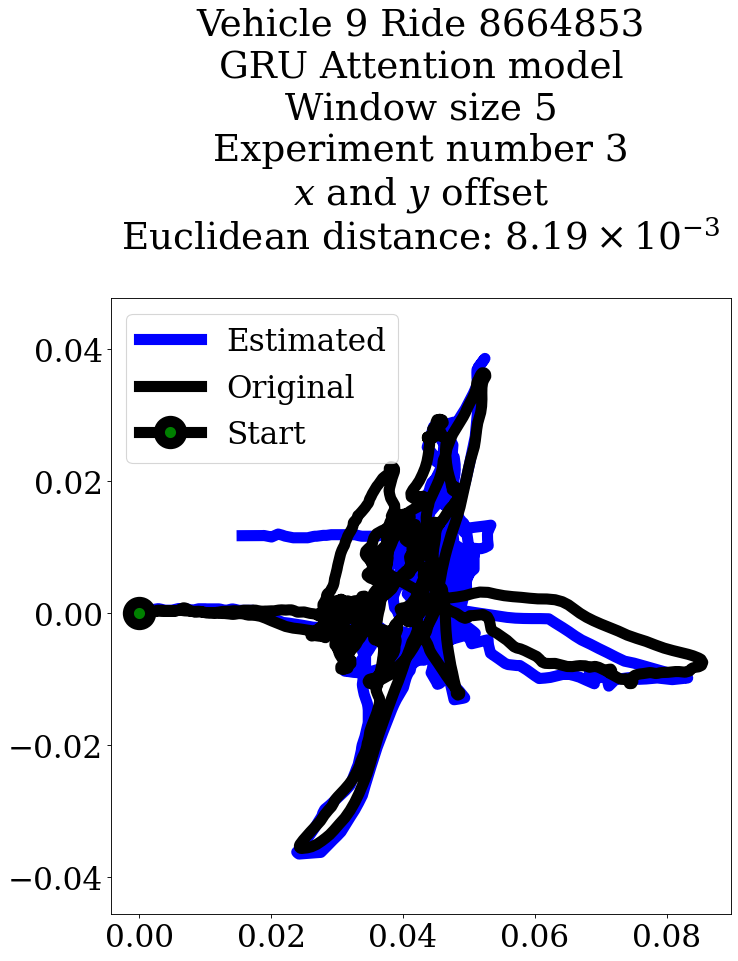 Vehicle 9 Ride 8664853
GRU Attention model
Window size 5
Experiment number 3
x and y offset
Euclidean distance: 8.19 × 10⁻³
Estimated
Original
Start
0.04
0.02
0.00
−0.02
−0.04
0.00 0.02 0.04 0.06 0.08